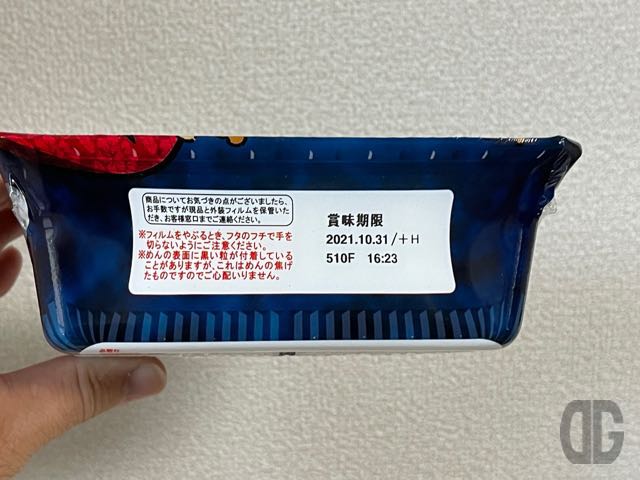 商品についてお気づきの点がございましたら、
お手数ですが現品と外装フィルムを保管いた
だき、お客様窓口までご連絡ください。
※フィルムをやぶるとき、フタのフチで手を
切らないようにご注意ください。
※めんの表面に黒い粒が付着している
ことがありますが、これはめんの焦げ
たものですのでご心配いりません。
賞味期限
2021.10.31/+H
510F 16:23
DG